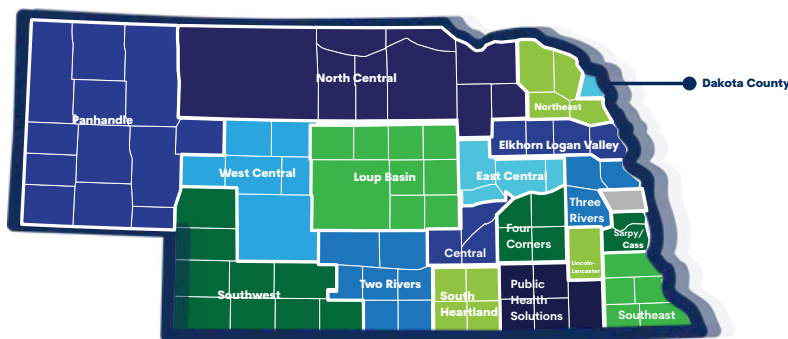 North Central
Dakota County
Northeast
Panhandle
Elkhorn Logan Valley
West Central
Loup Basin
East Central
Three
Rivers
Four
Corners
Sarpy/
Cass
Central
Lincoln-
Lancaster
Southwest
Two Rivers
South
Heartland
Public
Health
Solutions
Southeast